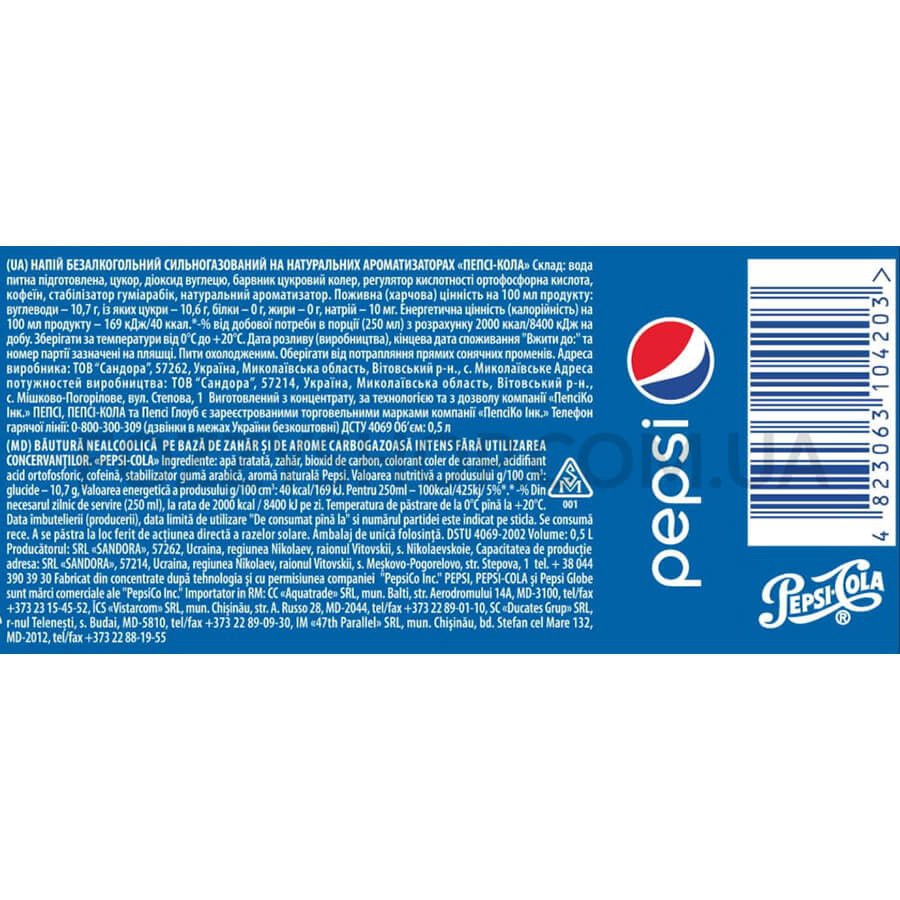 (UA) НАПІЙ БЕЗАЛКОГОЛЬНИЙ СИЛЬНОГАЗОВАНИЙ НА НАТУРАЛЬНИХ АРОМАТИЗАТОРАХ «ПЕПСІ-КОЛА» Склад: вода
питна підготовлена, цукор, діоксид вуглецю, барвник цукровий колер, регулятор кислотності ортофосфорна кислота,
кофеїн, стабілізатор гуміарабік, натуральний ароматизатор. Поживна (харчова) цінність на 100 мл продукту:
вуглеводи – 10,7 г, із яких цукри – 10,6 г, білки – 0 г, жири – 0 г, натрій – 10 мг. Енергетична цінність (калорійність) на
100 мл продукту – 169 кДж/40 ккал.*-% від добової потреби в порції (250 мл) з розрахунку 2000 ккал/8400 кДж на
добу. Зберігати за температури від 0°С до +20°С. Дата розливу (виробництва), кінцева дата споживання "Вжити до:" та
номер партії зазначені на пляшці. Пити охолодженим. Оберігати від потрапляння прямих сонячних променів. Адреса
виробника: ТОВ "Сандора", 57262, Україна, Миколаївська область, Вітовський р-н., с. Миколаївське Адреса
потужностей виробництва: ТОВ "Сандора", 57214, Україна, Миколаївська область, Вітовський р-н.,
с. Мішково-Погорілове, вул. Степова, 1 Виготовлений з концентрату, за технологією та з дозволу компанії «ПепсіКо
Інк.» ПЕПСІ, ПЕПСІ-КОЛА та Пепсі Глоуб є зареєстрованими торговельними марками компанії «ПепсіКо Інк.» Телефон
гарячої лінії: 0-800-300-309 (дзвінки в межах України безкоштовні) ДСТУ 4069 Об'єм: 0,5 л
(MD) BĂUTURĂ NEALCOOLICĂ PE BAZĂ DE ZAHĂR ȘI DE AROME CARBOGAZOASĂ INTENS FĂRĂ UTILIZAREA
CONCERVANȚILOR. «PEPSI-COLA» Ingrediente: apă tratată, zahăr, bioxid de carbon, colorant coler de caramel, acidifiant
acid ortofosforic, cofeină, stabilizator gumă arabică, aromă naturală Pepsi. Valoarea nutritivă a produsului g/100 cm³:
glucide – 10,7 g, Valoarea energetică a produsului g/100 cm³: 40 kcal/169 kJ. Pentru 250ml – 100kcal/425kj/ 5%*.*-% Din
necesarul zilnic de servire (250 ml), la rata de 2000 kcal / 8400 kJ pe zi. Temperatura de păstrare de la 0°C pînă la +20°C.
Data îmbutelierii (producerii), data limită de utilizare "De consumat pînă la" si numărul partidei este indicat pe sticla. Se consumă
rece. A se păstra la loc ferit de acțiunea directă a razelor solare. Ambalaj de unică folosință. DSTU 4069-2002 Volume: 0,5 L
Producătorul: SRL «SANDORA», 57262, Ucraina, regiunea Nikolaev, raionul Vitovskii, s. Nikolaevskoie, Capacitatea de producție
adresa: SRL «SANDORA», 57214, Ucraina, regiunea Nikolaev, raionul Vitovskii, s. Meșkovo-Pogorelovo, str. Stepova, 1 tel. + 38 044
390 39 30 Fabricat din concentrate după tehnologia și cu permisiunea companiei "PepsiCo Inc." PEPSI, PEPSI-COLA și Pepsi Globe
sunt mărci comerciale ale "PepsiCo Inc." Importator in RM: CC «Aquatrade» SRL, mun. Balti, str. Aerodromului 14A, MD-3100, tel/fax
+373 23 15-45-52, ÎCS «Vistarcom» SRL, mun. Chișinău, str. A. Russo 28, MD-2044, tel/fax +373 22 89-01-10, SC «Ducates Grup» SRL,
r-nul Telenești, s. Budai, MD-5810, tel/fax +373 22 89-09-30, IM «47th Parallel» SRL, mun. Chișinău, bd. Stefan cel Mare 132,
MD-2012, tel/fax +373 22 88-19-55
001
pepsi
4 823063 104203 >
PEPSI-COLA
®